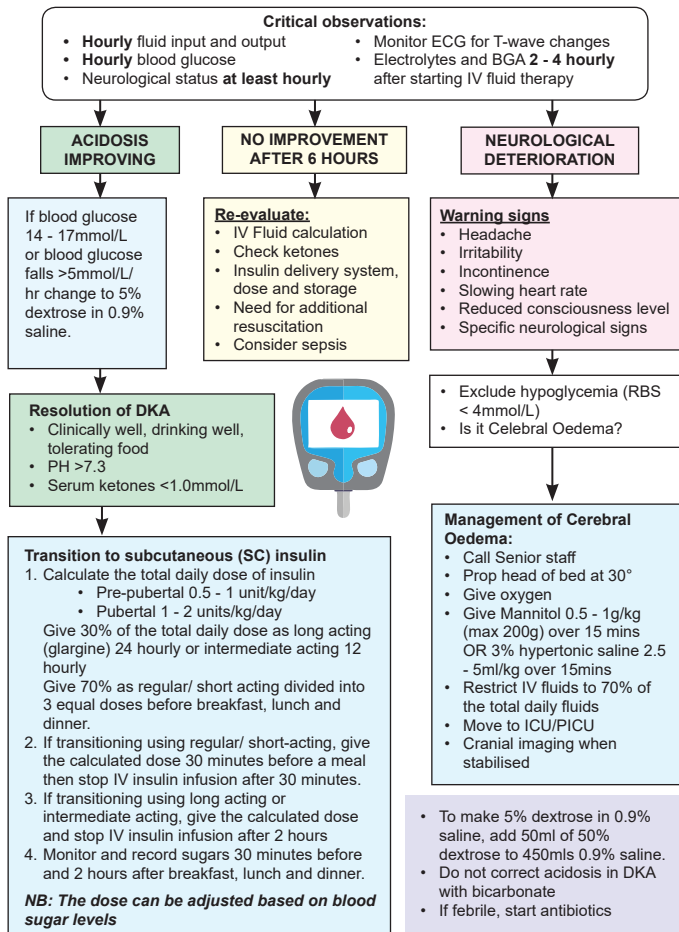 Critical observations:
• Hourly fluid input and output
• Hourly blood glucose
• Neurological status at least hourly
• Monitor ECG for T-wave changes
• Electrolytes and BGA 2 - 4 hourly
after starting IV fluid therapy
ACIDOSIS
IMPROVING
If blood glucose
14 - 17mmol/L
or blood glucose
falls >5mmol/L/
hr change to 5%
dextrose in 0.9%
saline.
Resolution of DKA
• Clinically well, drinking well,
tolerating food
• PH >7.3
• Serum ketones <1.0mmol/L
Transition to subcutaneous (SC) insulin
1. Calculate the total daily dose of insulin
• Pre-pubertal 0.5 - 1 unit/kg/day
• Pubertal 1 - 2 units/kg/day
Give 30% of the total daily dose as long acting
(glargine) 24 hourly or intermediate acting 12
hourly
Give 70% as regular/ short acting divided into
3 equal doses before breakfast, lunch and
dinner.
2. If transitioning using regular/ short-acting, give
the calculated dose 30 minutes before a meal
then stop IV insulin infusion after 30 minutes.
3. If transitioning using long acting or
intermediate acting, give the calculated dose
and stop IV insulin infusion after 2 hours
4. Monitor and record sugars 30 minutes before
and 2 hours after breakfast, lunch and dinner.
NB: The dose can be adjusted based on blood
sugar levels
NO IMPROVEMENT
AFTER 6 HOURS
Re-evaluate:
• IV Fluid calculation
• Check ketones
• Insulin delivery system,
dose and storage
• Need for additional
resuscitation
• Consider sepsis
NEUROLOGICAL
DETERIORATION
Warning signs
• Headache
• Irritability
• Incontinence
• Slowing heart rate
• Reduced consciousness level
• Specific neurological signs
• Exclude hypoglycemia (RBS
< 4mmol/L)
• Is it Celebral Oedema?
Management of Cerebral
Oedema:
• Call Senior staff
• Prop head of bed at 30°
• Give oxygen
• Give Mannitol 0.5 - 1g/kg
(max 200g) over 15 mins
OR 3% hypertonic saline 2.5
- 5ml/kg over 15mins
• Restrict IV fluids to 70% of
the total daily fluids
• Move to ICU/PICU
• Cranial imaging when
stabilised
• To make 5% dextrose in 0.9%
saline, add 50ml of 50%
dextrose to 450mls 0.9% saline.
• Do not correct acidosis in DKA
with bicarbonate
• If febrile, start antibiotics